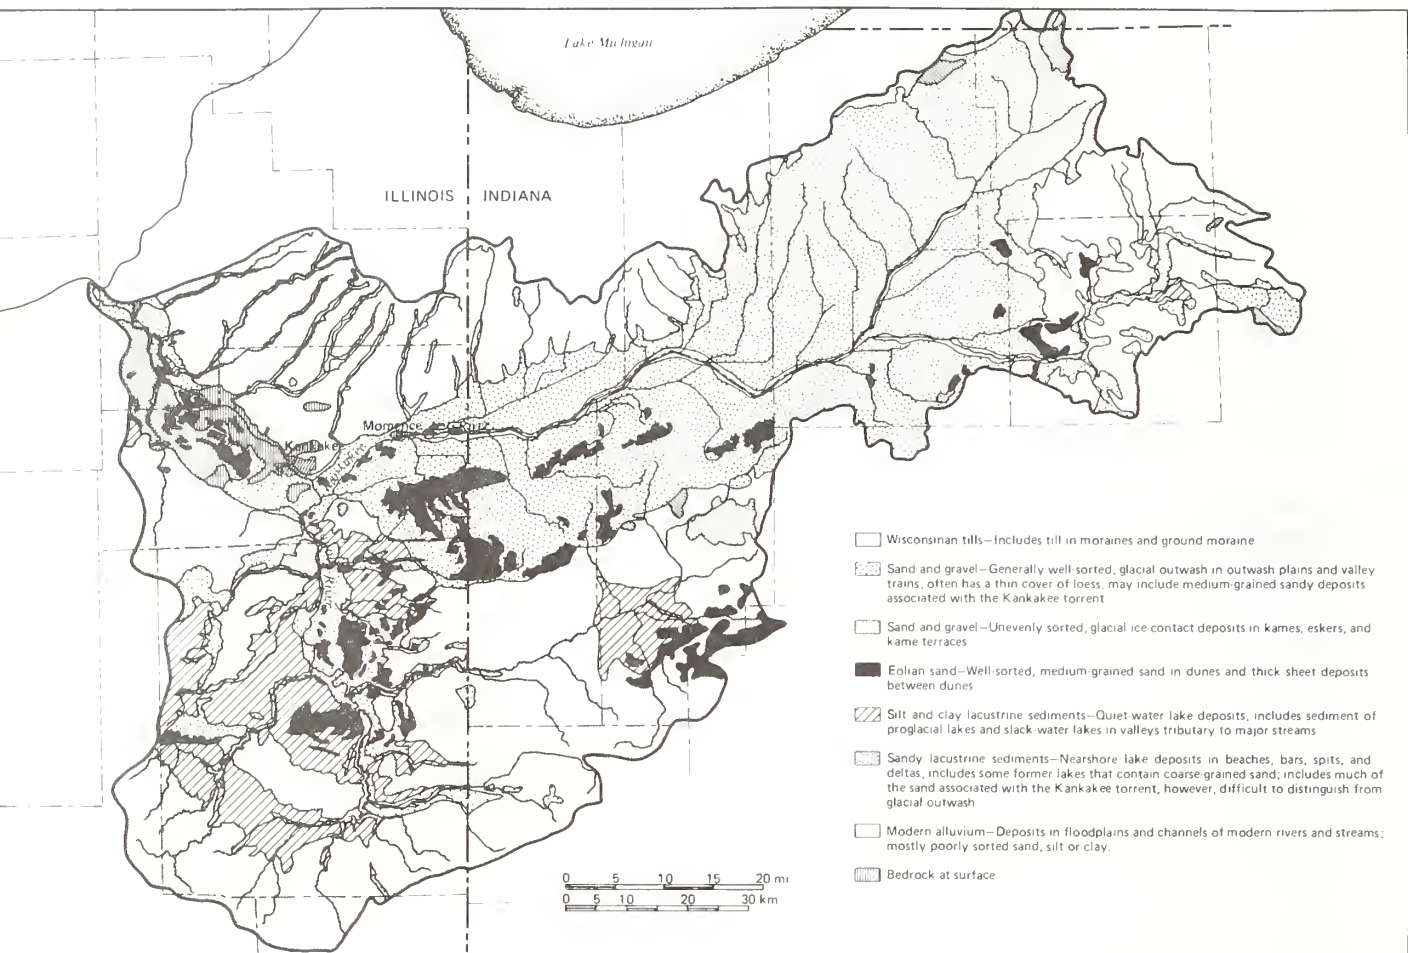 Lake Michigan
ILLINOIS
INDIANA
Momence
Kankakee
Wisconsinan tills—Includes till in moraines and ground moraine
Sand and gravel—Generally well-sorted, glacial outwash in outwash plains and valley
trains, often has a thin cover of loess, may include medium-grained sandy deposits
associated with the Kankakee torrent
Sand and gravel—Unevenly sorted, glacial ice-contact deposits in kames, eskers, and
kame terraces
Eolian sand—Well-sorted, medium-grained sand in dunes and thick sheet deposits
between dunes
Silt and clay lacustrine sediments—Quiet-water lake deposits, includes sediment of
proglacial lakes and slack-water lakes in valleys tributary to major streams
Sandy lacustrine sediments—Nearshore lake deposits in beaches, bars, spits, and
deltas, includes some former lakes that contain coarse-grained sand; includes much of
the sand associated with the Kankakee torrent, however, difficult to distinguish from
glacial outwash
Modern alluvium—Deposits in floodplains and channels of modern rivers and streams;
mostly poorly sorted sand, silt or clay.
Bedrock at surface
0 5 10 15 20 mi
0 5 10 20 30 km